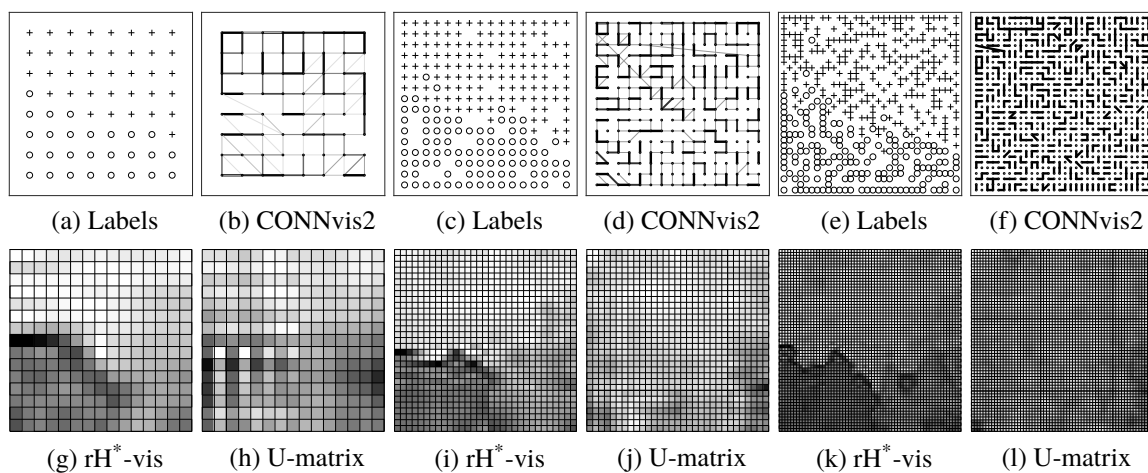 (a) Labels (b) CONNvis2 (c) Labels (d) CONNvis2 (e) Labels (f) CONNvis2
(g) rH*-vis (h) U-matrix (i) rH*-vis (j) U-matrix (k) rH*-vis (l) U-matrix